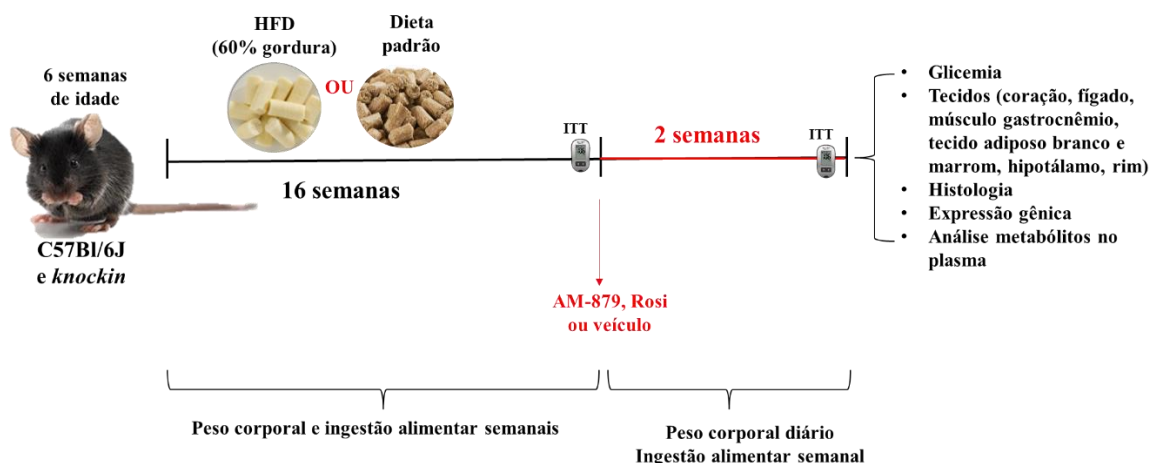 HFD
(60% gordura)
OU
Dieta
padrão
6 semanas
de idade
C57Bl/6J
e knockin
16 semanas
ITT
2 semanas
ITT
AM-879, Rosi
ou veículo
Peso corporal e ingestão alimentar semanais
Peso corporal diário
Ingestão alimentar semanal
• Glicemia
• Tecidos (coração, fígado,
músculo gastrocnêmio,
tecido adiposo branco e
marrom, hipotálamo, rim)
• Histologia
• Expressão gênica
• Análise metabólitos no
plasma